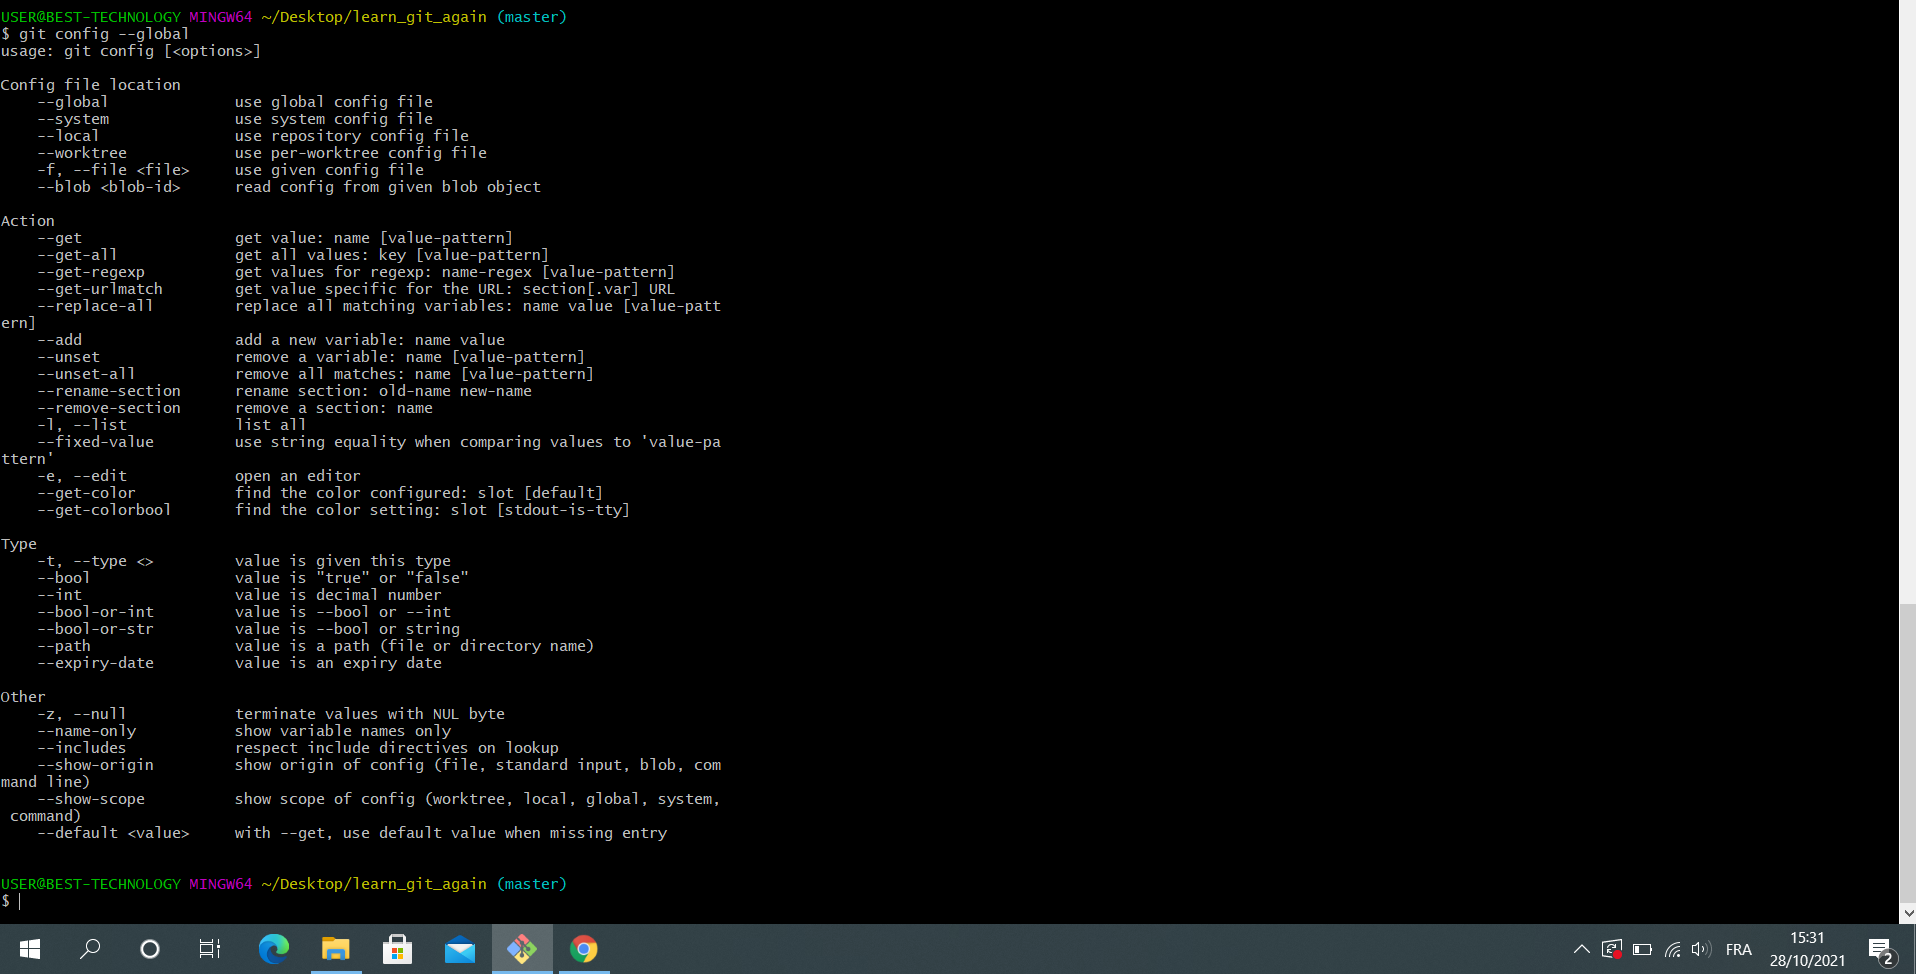 USER@BEST-TECHNOLOGY MINGW64 ~/Desktop/learn_git_again (master)
$ git config --global
usage: git config [<options>]

Config file location
    --global              use global config file
    --system              use system config file
    --local               use repository config file
    --worktree            use per-worktree config file
    -f, --file <file>     use given config file
    --blob <blob-id>      read config from given blob object

Action
    --get                 get value: name [value-pattern]
    --get-all             get all values: key [value-pattern]
    --get-regexp          get values for regexp: name-regex [value-pattern]
    --get-urlmatch        get value specific for the URL: section[.var] URL
    --replace-all         replace all matching variables: name value [value-patt
ern]
    --add                 add a new variable: name value
    --unset               remove a variable: name [value-pattern]
    --unset-all           remove all matches: name [value-pattern]
    --rename-section      rename section: old-name new-name
    --remove-section      remove a section: name
    -l, --list            list all
    --fixed-value         use string equality when comparing values to 'value-pa
ttern'
    -e, --edit            open an editor
    --get-color           find the color configured: slot [default]
    --get-colorbool       find the color setting: slot [stdout-is-tty]

Type
    -t, --type <>         value is given this type
    --bool                value is "true" or "false"
    --int                 value is decimal number
    --bool-or-int         value is --bool or --int
    --bool-or-str         value is --bool or string
    --path                value is a path (file or directory name)
    --expiry-date         value is an expiry date

Other
    -z, --null            terminate values with NUL byte
    --name-only           show variable names only
    --includes            respect include directives on lookup
    --show-origin         show origin of config (file, standard input, blob, com
mand line)
    --show-scope          show scope of config (worktree, local, global, system,
 command)
    --default <value>     with --get, use default value when missing entry

USER@BEST-TECHNOLOGY MINGW64 ~/Desktop/learn_git_again (master)
$
FRA
15:31
28/10/2021
2